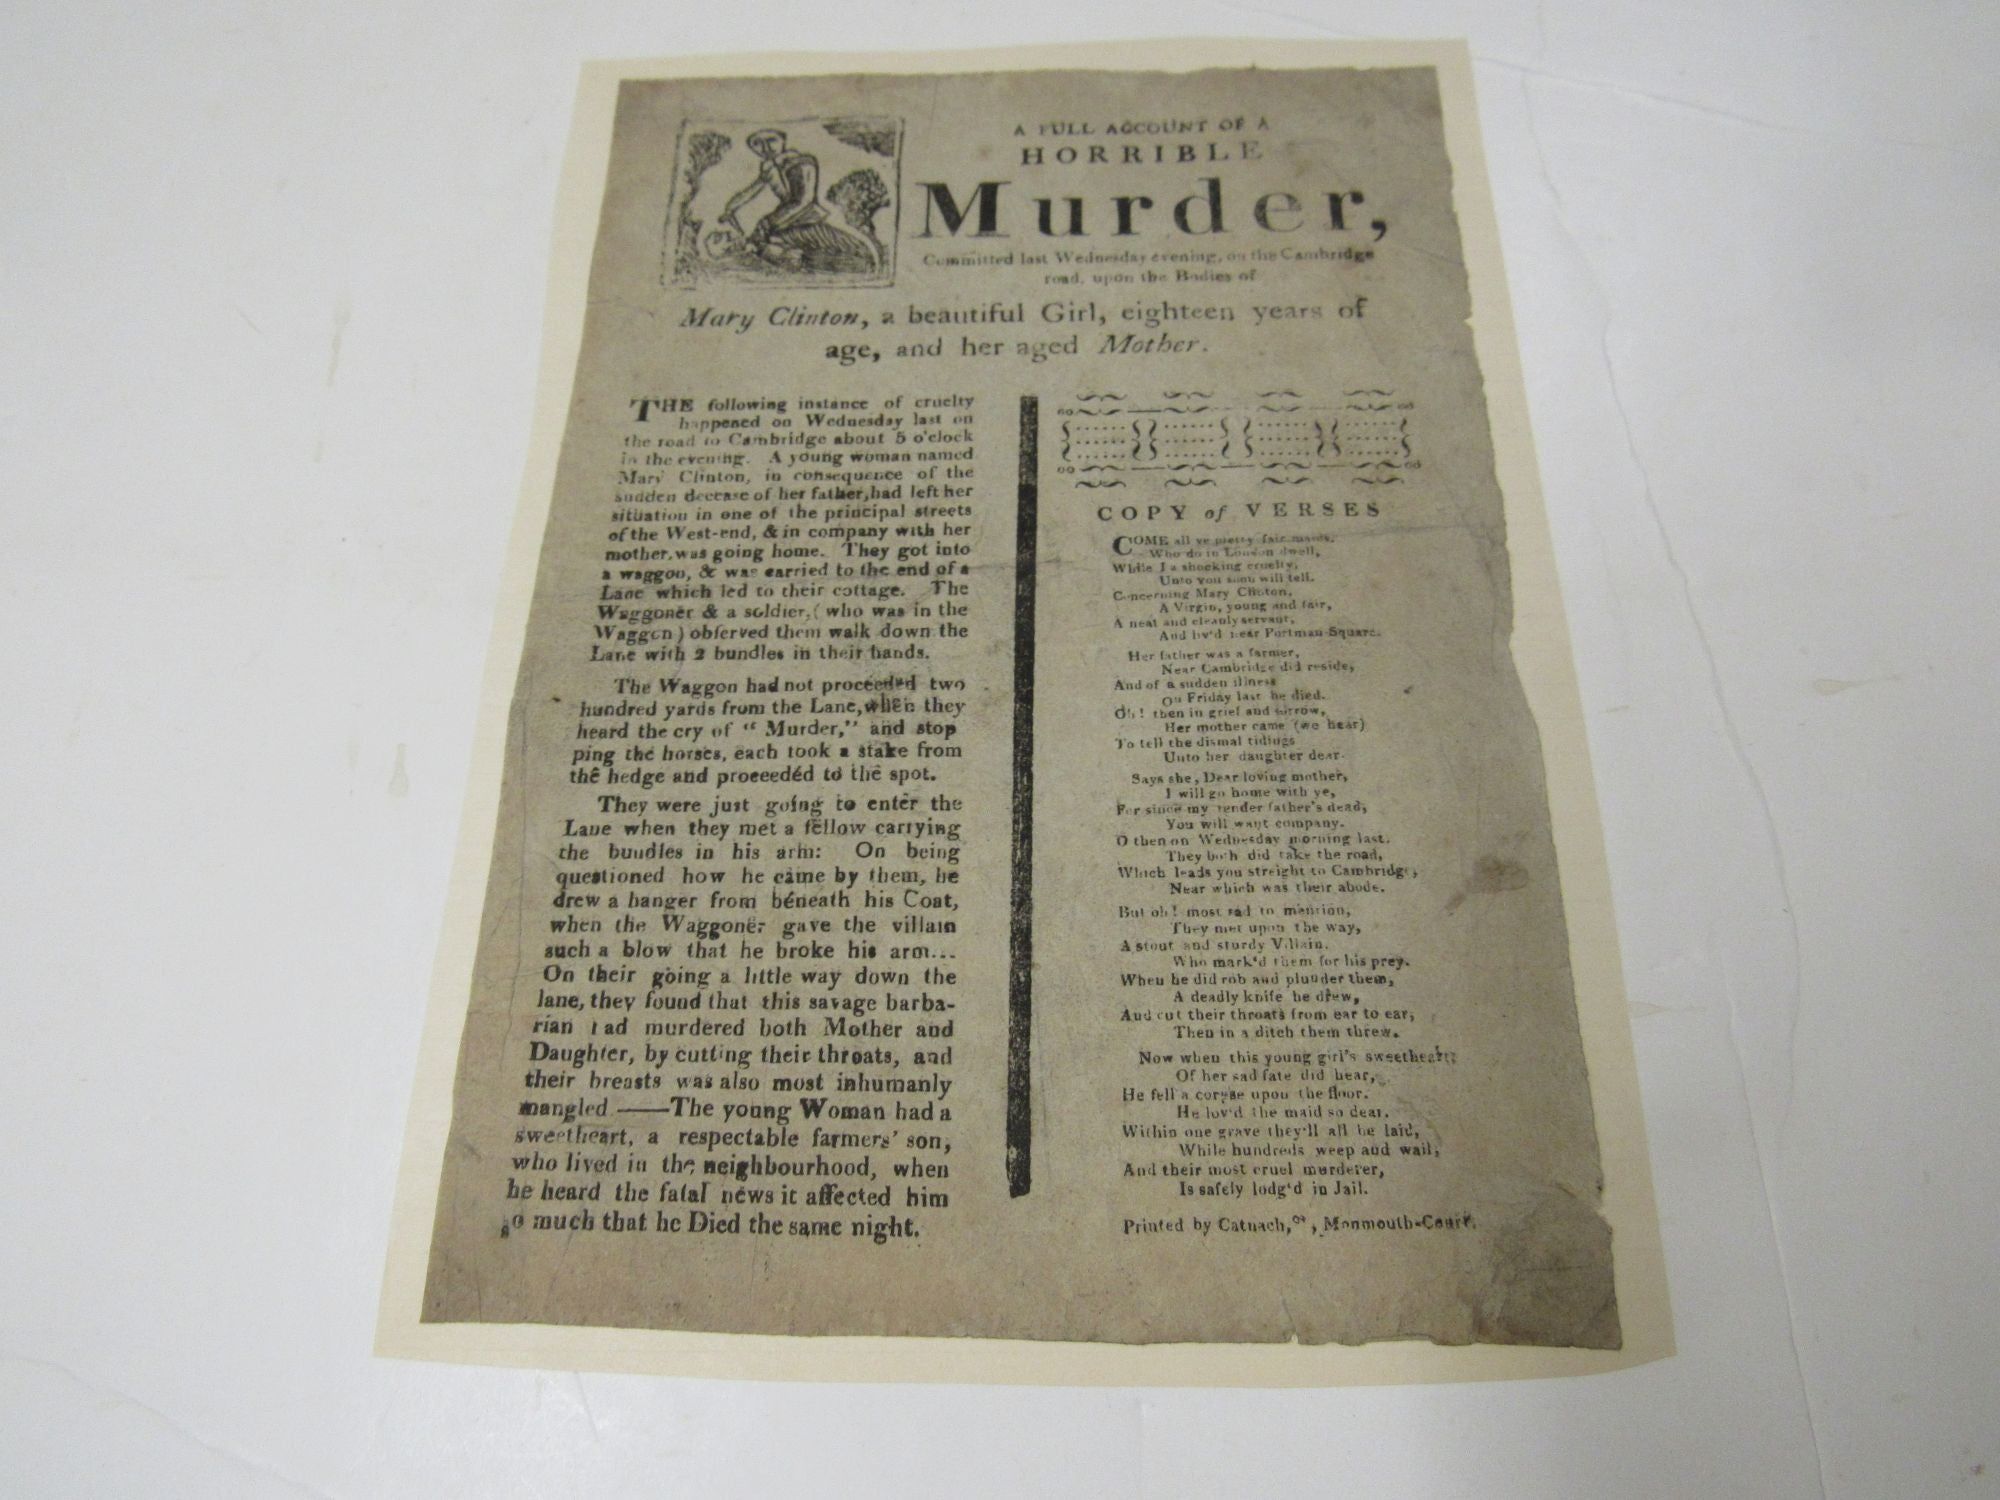 A FULL ACCOUNT OF A
HORRIBLE
Murder,
Committed last Wednesday evening, on the Cambridge
road, upon the Bodies of
Mary Clinton, a beautiful Girl, eighteen years of
age, and her aged Mother.
THE following instance of cruelty
happened on Wednesday last on
the road to Cambridge about 5 o'clock
in the evening. A young woman named
Mary Clinton, in consequence of the
sudden decease of her father, had left her
situation in one of the principal streets
of the West-end, & in company with her
mother, was going home. They got into
a waggon, & was carried to the end of a
Lane which led to their cottage. The
Waggoner & a soldier, (who was in the
Waggon) observed them walk down the
Lane with 2 bundles in their hands.
The Waggon had not proceeded two
hundred yards from the Lane, when they
heard the cry of "Murder," and stop
ping the horses, each took a stake from
the hedge and proceeded to the spot.
They were just going to enter the
Lane when they met a fellow carrying
the bundles in his arm: On being
questioned how he came by them, he
drew a hanger from beneath his Coat,
when the Waggoner gave the villain
such a blow that he broke his arm...
On their going a little way down the
lane, they found that this savage barba-
rian had murdered both Mother and
Daughter, by cutting their throats, and
their breasts was also most inhumanly
mangled —— The young Woman had a
sweetheart, a respectable farmers' son,
who lived in the neighbourhood, when
he heard the fatal news it affected him
so much that he Died the same night.
COPY of VERSES
COME all ye pretty fair maids,
Who do in London dwell,
While I a shocking cruelty,
Unto you soon will tell.
Concerning Mary Clinton,
A Virgin, young and fair,
A neat and cleanly servant,
And liv'd near Portman-Square.
Her father was a farmer,
Near Cambridge did reside,
And of a sudden illness
On Friday last he died.
Oh! then in grief and sorrow,
Her mother came (we hear)
To tell the dismal tidings
Unto her daughter dear.
Says she, Dear loving mother,
I will go home with ye,
For since my tender father's dead,
You will want company.
O then on Wednesday morning last.
They both did take the road,
Which leads you streight to Cambridge,
Near which was their abode.
But oh! most sad to mention,
They met upon the way,
A stout and sturdy Villain.
Who mark'd them for his prey.
When he did rob and plunder them,
A deadly knife he drew,
And cut their throats from ear to ear,
Then in a ditch them threw.
Now when this young girl's sweetheart
Of her sad fate did hear,
He fell a corpse upon the floor.
He lov'd the maid so dear.
Within one grave they'll all be laid,
While hundreds weep and wail,
And their most cruel murderer,
Is safely lodg'd in Jail.
Printed by Catnach, , Monmouth-Court.